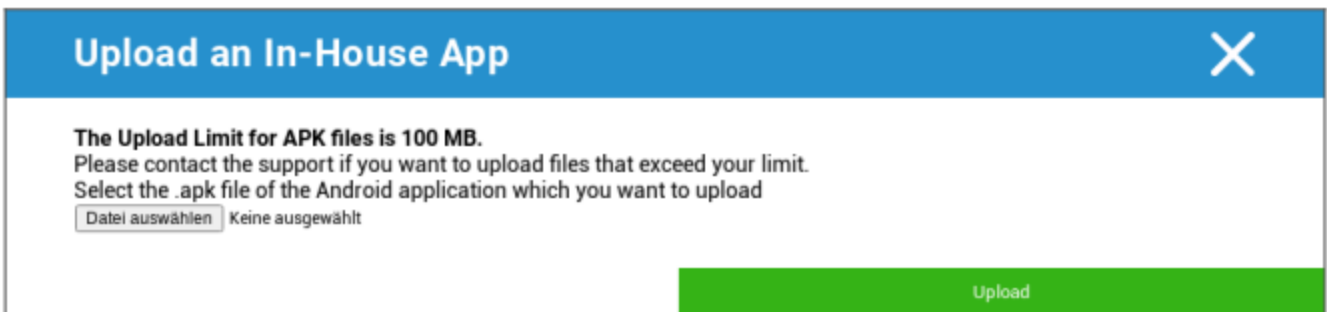 Upload an In-House App
The Upload Limit for APK files is 100 MB.
Please contact the support if you want to upload files that exceed your limit.
Select the .apk file of the Android application which you want to upload
Datei auswählen Keine ausgewählt
Upload